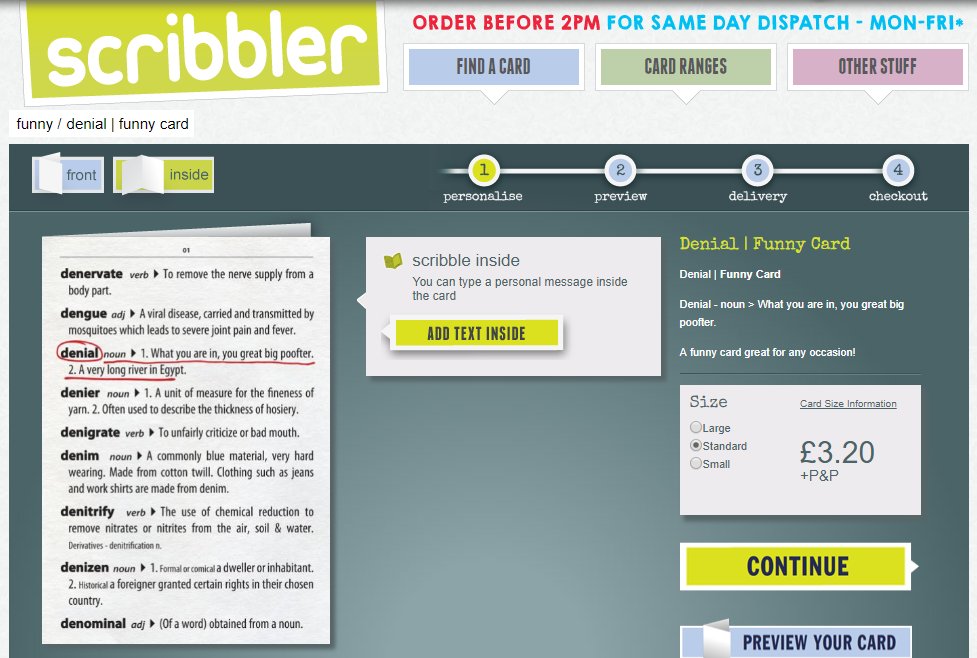 scribbler
ORDER BEFORE 2PM FOR SAME DAY DISPATCH - MON-FRI*
FIND A CARD
CARD RANGES
OTHER STUFF
funny / denial | funny card
front
inside
1
2
3
4
personalise
preview
delivery
checkout
01
denervate verb ▶ To remove the nerve supply from a
body part.
dengue adj ▶ A viral disease, carried and transmitted by
mosquitoes which leads to severe joint pain and fever.
denial noun ▶ 1. What you are in, you great big poofter.
2. A very long river in Egypt.
denier noun ▶ 1. A unit of measure for the fineness of
yarn. 2. Often used to describe the thickness of hosiery.
denigrate verb ▶ To unfairly criticize or bad mouth.
denim noun ▶ A commonly blue material, very hard
wearing. Made from cotton twill. Clothing such as jeans
and work shirts are made from denim.
denitrify verb ▶ The use of chemical reduction to
remove nitrates or nitrites from the air, soil & water.
Derivatives - denitrification n.
denizen noun ▶ 1. Formal or comical a dweller or inhabitant.
2. Historical a foreigner granted certain rights in their chosen
country.
denominal adj ▶ (Of a word) obtained from a noun.
scribble inside
You can type a personal message inside
the card
ADD TEXT INSIDE
Denial | Funny Card
Denial | Funny Card
Denial - noun > What you are in, you great big
poofter.
A funny card great for any occasion!
Size
Card Size Information
Large
Standard
Small
£3.20
+P&P
CONTINUE
PREVIEW YOUR CARD